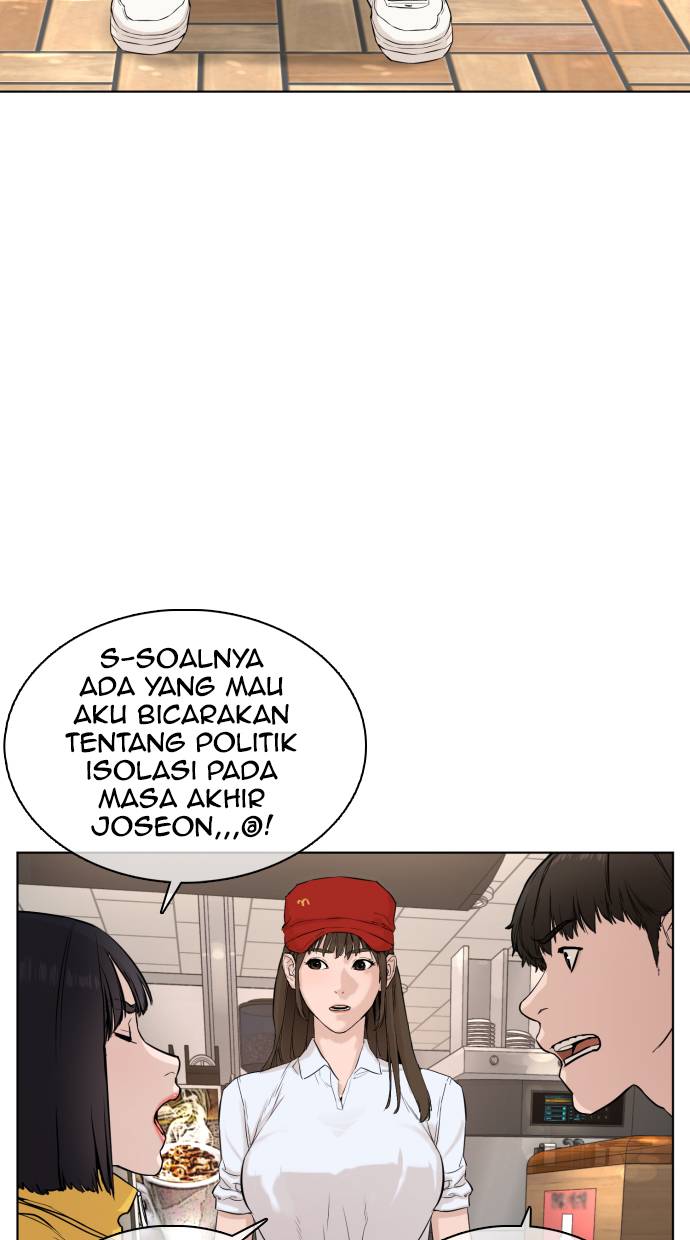 S-SOALNYA
ADA YANG MAU
AKU BICARAKAN
TENTANG POLITIK
ISOLASI PADA
MASA AKHIR
JOSEON,,,@!